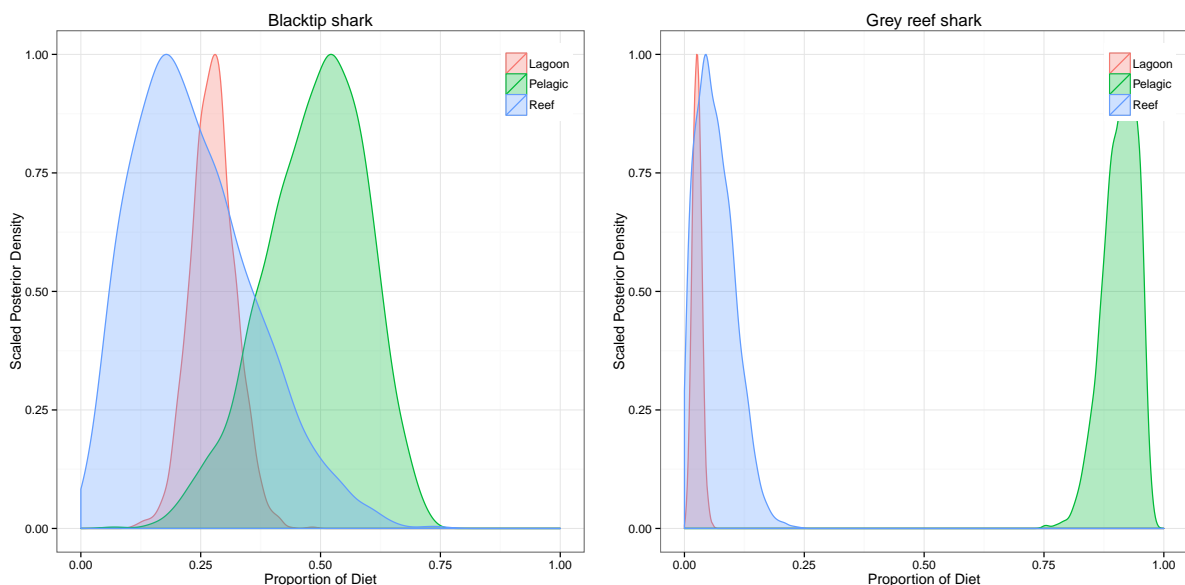 Blacktip shark
Scaled Posterior Density
1.00
0.75
0.50
0.25
0.00
Lagoon
Pelagic
Reef
0.00 0.25 0.50 0.75 1.00
Proportion of Diet
Grey reef shark
Scaled Posterior Density
1.00
0.75
0.50
0.25
0.00
Lagoon
Pelagic
Reef
0.00 0.25 0.50 0.75 1.00
Proportion of Diet